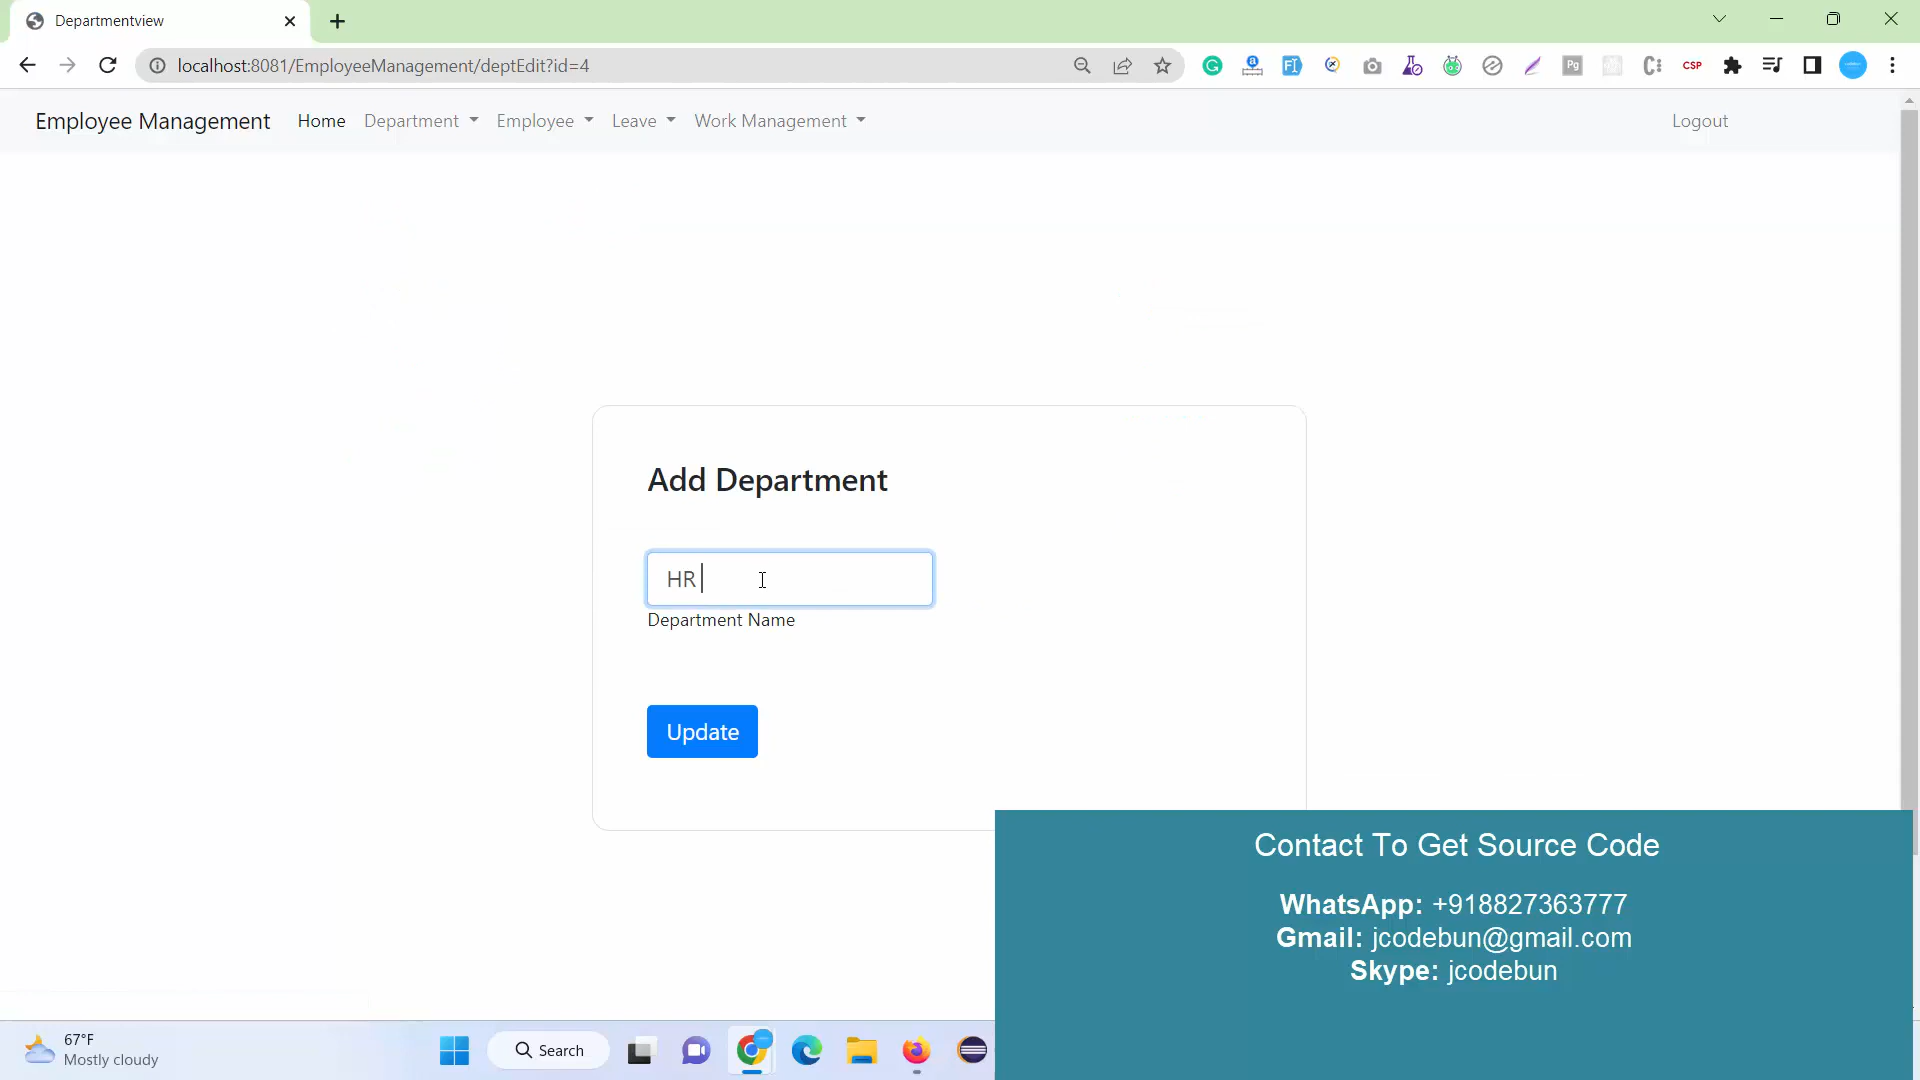 Departmentview
localhost:8081/EmployeeManagement/deptEdit?id=4
Pg
CSP
Employee Management Home Department Employee Leave Work Management Logout
Add Department
HR
Department Name
Update
Contact To Get Source Code
WhatsApp: +918827363777
Gmail: jcodebun@gmail.com
Skype: jcodebun
67°F
Mostly cloudy
Search